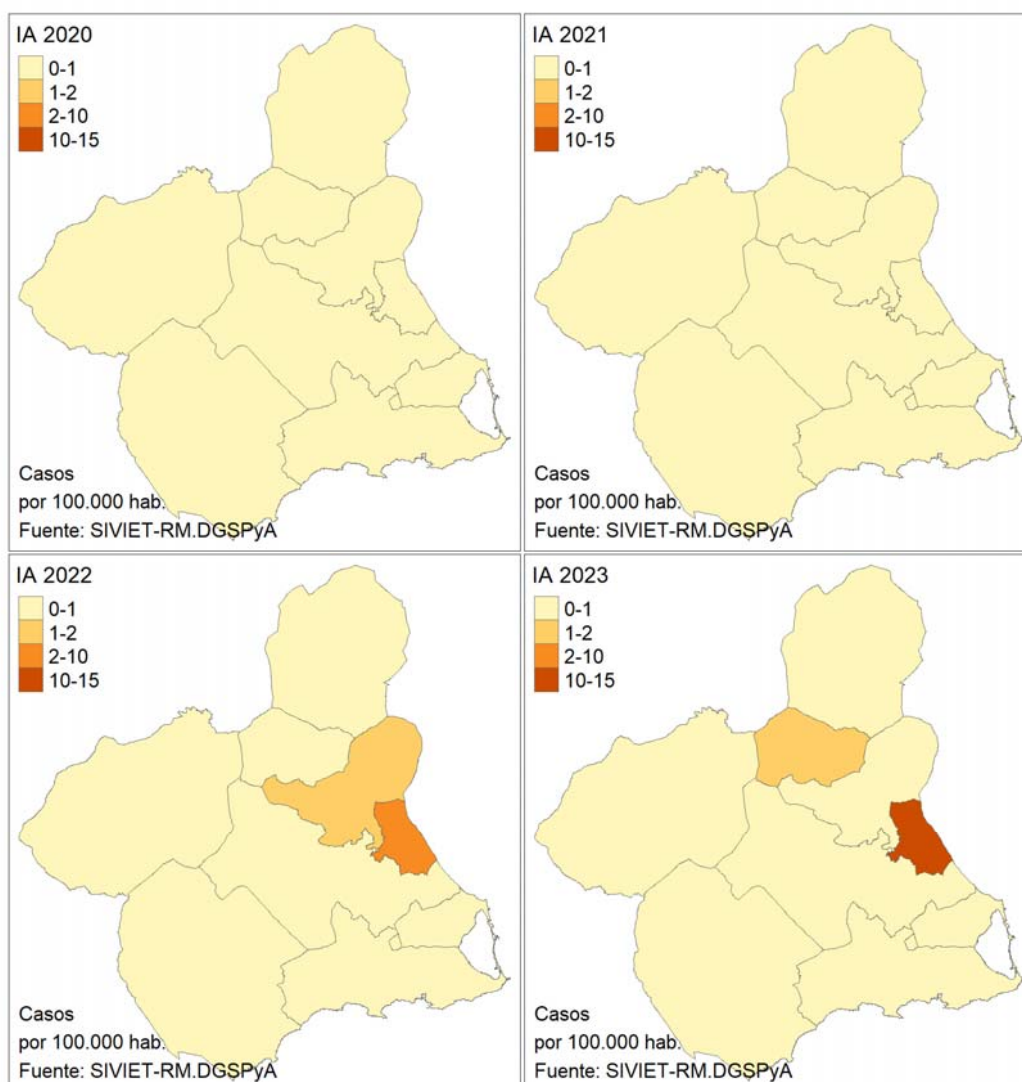 IA 2020
0-1
1-2
2-10
10-15
Casos
por 100.000 hab.
Fuente: SIVIET-RM.DGSPyA
IA 2021
0-1
1-2
2-10
10-15
Casos
por 100.000 hab.
Fuente: SIVIET-RM.DGSPyA
IA 2022
0-1
1-2
2-10
10-15
Casos
por 100.000 hab.
Fuente: SIVIET-RM.DGSPyA
IA 2023
0-1
1-2
2-10
10-15
Casos
por 100.000 hab.
Fuente: SIVIET-RM.DGSPyA